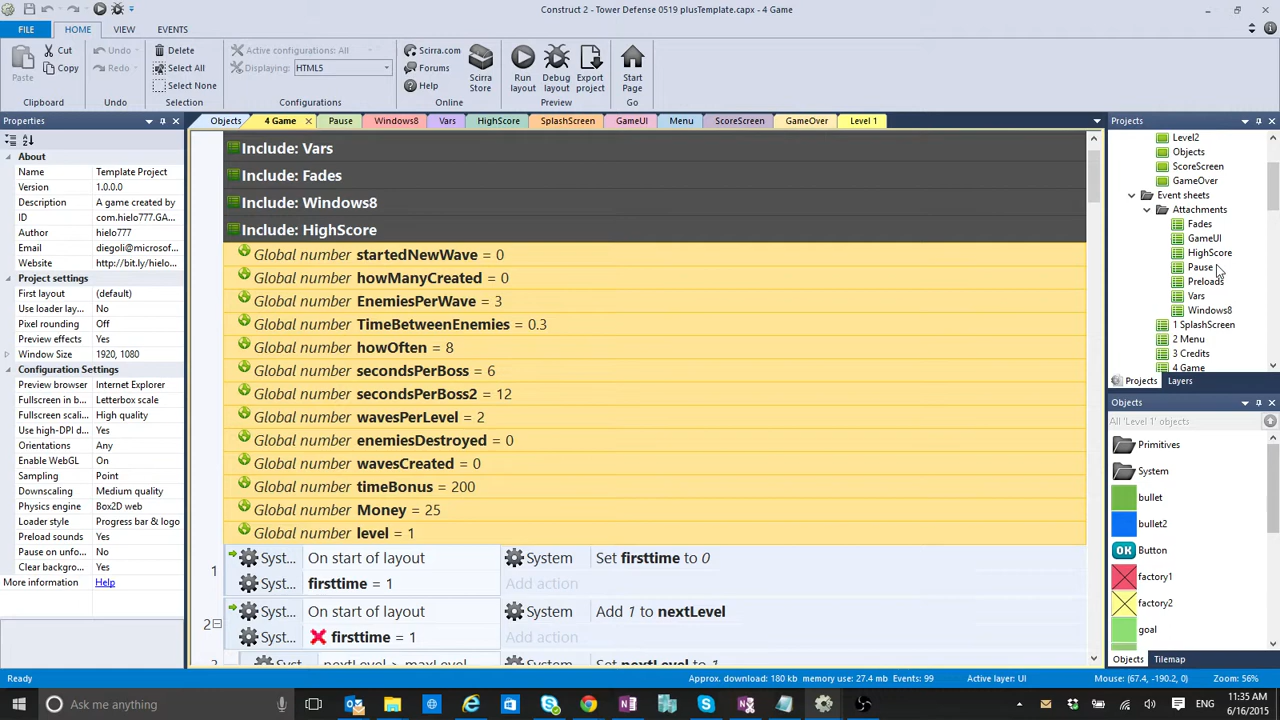 Construct 2 - Tower Defense 0519 plusTemplate.capx - 4 Game
FILE HOME VIEW EVENTS
Paste Cut Copy
Undo Redo
Delete
Select All
Select None
Active configurations: All
Displaying: HTML5
Scirra.com
Forums
Help
Scirra Store
Run layout
Debug layout
Export project
Start Page
Clipboard Undo Selection Configurations Online Preview Go
Properties
About
Name Template Project
Version 1.0.0.0
Description A game created by
ID com.hielo777.GA...
Author hielo777
Email diegoli@microsof...
Website http://bit.ly/hielo...
Project settings
First layout (default)
Use loader lay... No
Pixel rounding Off
Preview effects Yes
Window Size 1920, 1080
Configuration Settings
Preview browser Internet Explorer
Fullscreen in b... Letterbox scale
Fullscreen scali... High quality
Use high-DPI d... Yes
Orientations Any
Enable WebGL On
Sampling Point
Downscaling Medium quality
Physics engine Box2D web
Loader style Progress bar & logo
Preload sounds Yes
Pause on unfo... No
Clear backgro... Yes
More information Help
Objects 4 Game Pause Windows8 Vars HighScore SplashScreen GameUI Menu ScoreScreen GameOver Level 1
Include: Vars
Include: Fades
Include: Windows8
Include: HighScore
Global number startedNewWave = 0
Global number howManyCreated = 0
Global number EnemiesPerWave = 3
Global number TimeBetweenEnemies = 0.3
Global number howOften = 8
Global number secondsPerBoss = 6
Global number secondsPerBoss2 = 12
Global number wavesPerLevel = 2
Global number enemiesDestroyed = 0
Global number wavesCreated = 0
Global number timeBonus = 200
Global number Money = 25
Global number level = 1
1 Syst... On start of layout System Set firsttime to 0
Syst... firsttime = 1 Add action
2 Syst... On start of layout System Add 1 to nextLevel
Syst... firsttime = 1 Add action
Projects
Level2
Objects
ScoreScreen
GameOver
Event sheets
Attachments
Fades
GameUI
HighScore
Pause
Preloads
Vars
Windows8
1 SplashScreen
2 Menu
3 Credits
4 Game
Projects Layers
Objects
All 'Level 1' objects
Primitives
System
bullet
bullet2
OK Button
factory1
factory2
goal
Objects Tilemap
Ready Approx. download: 180 kb memory use: 27.4 mb Events: 99 Active layer: UI Mouse: (67.4, -190.2, 0) Zoom: 56%
Ask me anything
ENG
11:35 AM
6/16/2015